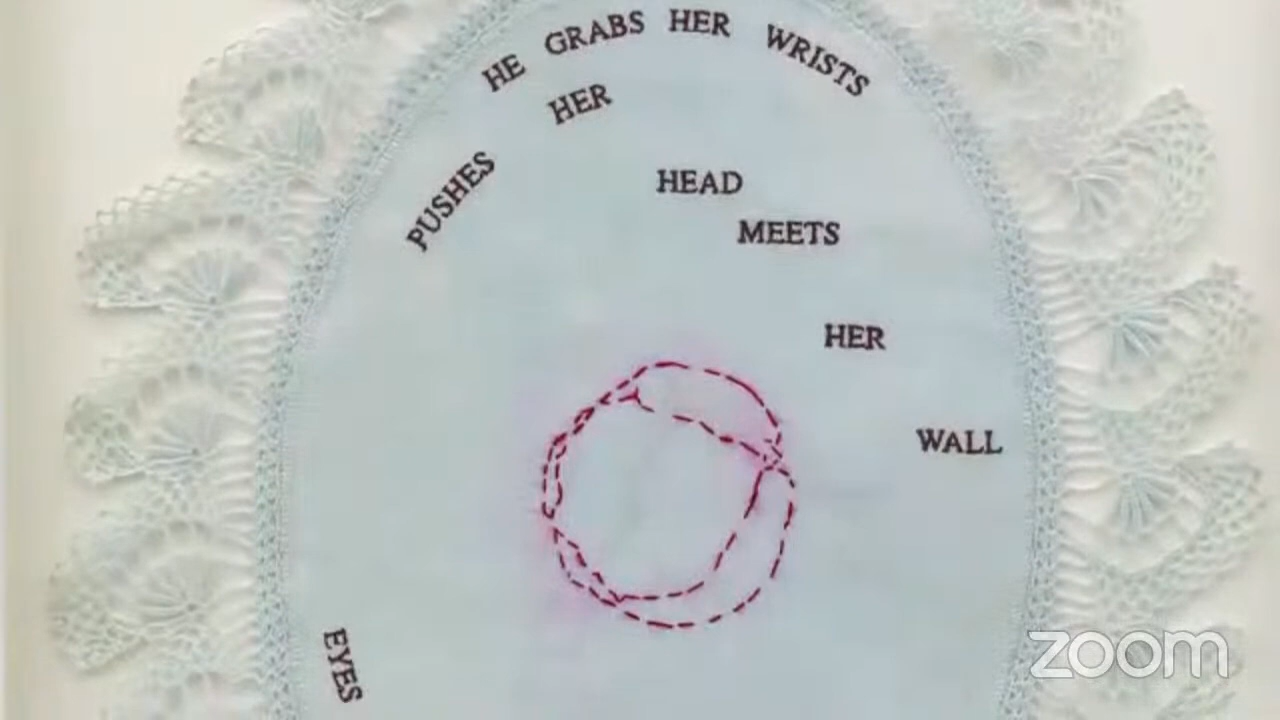 HE GRABS HER WRISTS
PUSHES HER
HEAD
MEETS
HER
WALL
EYES
zoom